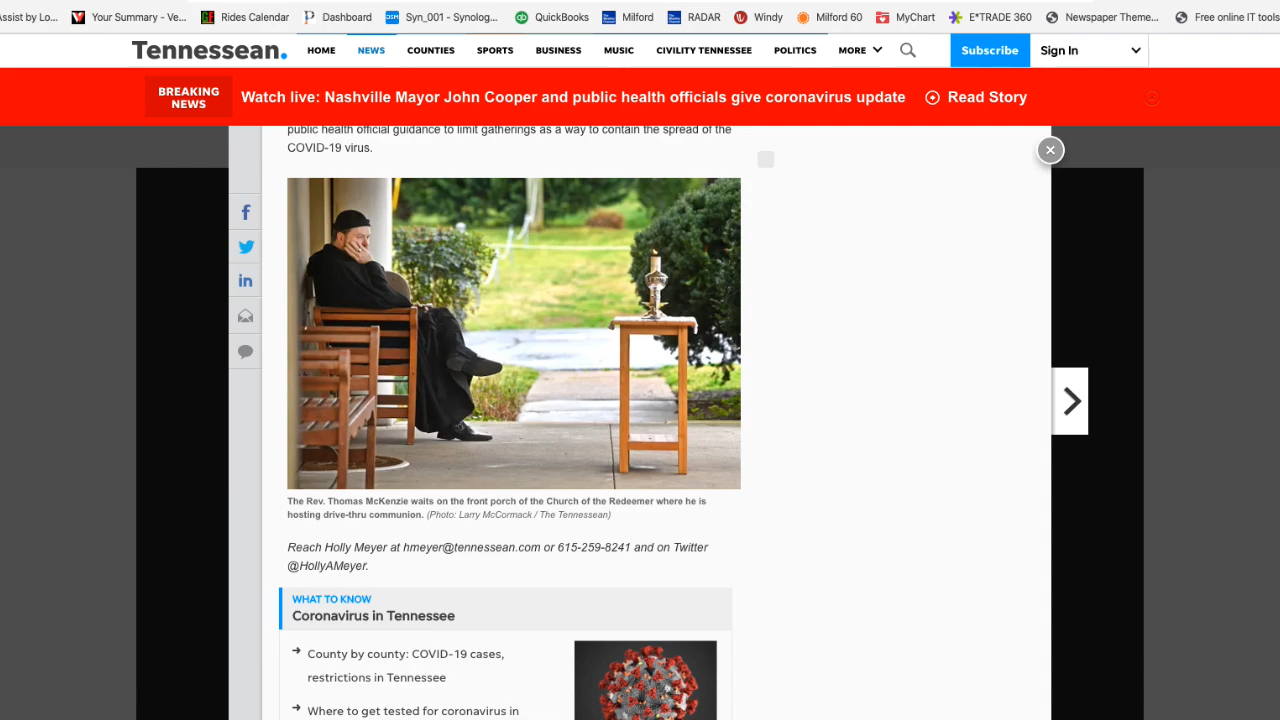 ssist by Lo...
Your Summary - Ve...
Rides Calendar
Dashboard
Syn_001 - Synolog...
QuickBooks
Milford
RADAR
Windy
Milford 60
MyChart
E*TRADE 360
Newspaper Theme...
Free online IT tools
Tennessean.
HOME
NEWS
COUNTIES
SPORTS
BUSINESS
MUSIC
CIVILITY TENNESSEE
POLITICS
MORE
Subscribe
Sign In
BREAKING
NEWS
Watch live: Nashville Mayor John Cooper and public health officials give coronavirus update
Read Story
public health official guidance to limit gatherings as a way to contain the spread of the
COVID-19 virus.
The Rev. Thomas McKenzie waits on the front porch of the Church of the Redeemer where he is
hosting drive-thru communion. (Photo: Larry McCormack / The Tennessean)
Reach Holly Meyer at hmeyer@tennessean.com or 615-259-8241 and on Twitter
@HollyAMeyer.
WHAT TO KNOW
Coronavirus in Tennessee
County by county: COVID-19 cases,
restrictions in Tennessee
Where to get tested for coronavirus in